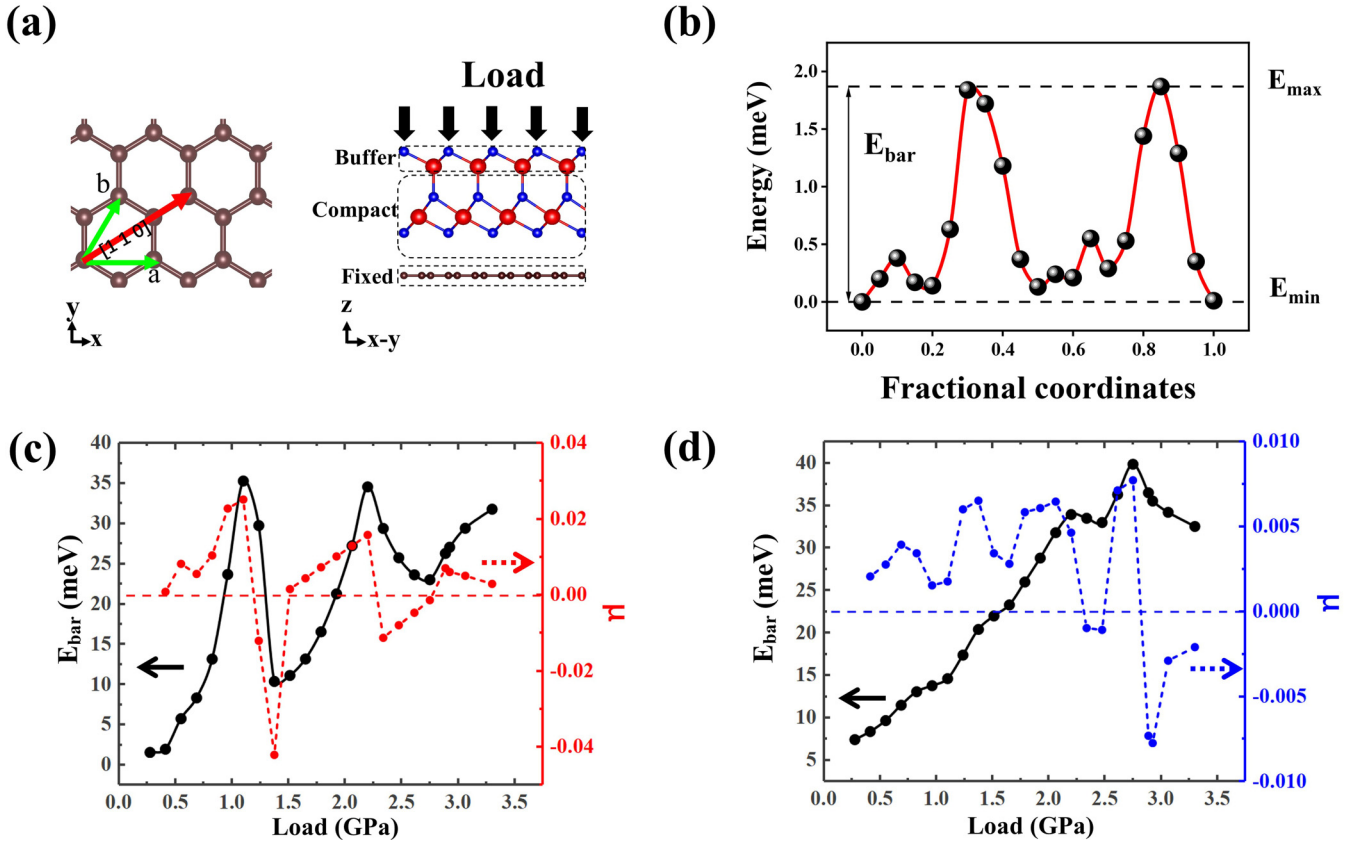 (a)
Load
Buffer
Compact
Fixed
b
[1 1 0]
a
y
x
z
x-y
(b)
Energy (meV)
2.0
1.5
1.0
0.5
0.0
E_bar
E_max
E_min
0.0 0.2 0.4 0.6 0.8 1.0
Fractional coordinates
(c)
E_bar (meV)
40
35
30
25
20
15
10
5
0
0.04
0.02
0.00
-0.02
-0.04
μ
0.0 0.5 1.0 1.5 2.0 2.5 3.0 3.5
Load (GPa)
(d)
E_bar (meV)
40
35
30
25
20
15
10
5
0.010
0.005
0.000
-0.005
-0.010
μ
0.0 0.5 1.0 1.5 2.0 2.5 3.0 3.5
Load (GPa)